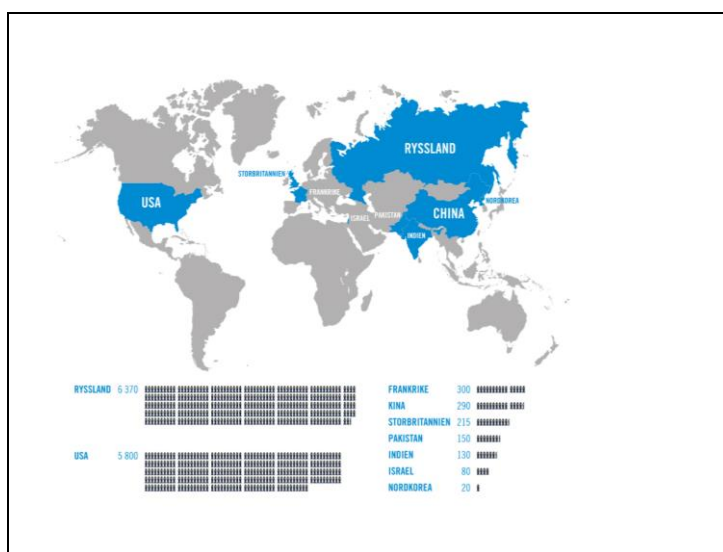 RYSSLAND
STORBRITANNIEN
FRANKRIKE
USA
NORDKOREA
CHINA
ISRAEL
PAKISTAN
INDIEN
RYSSLAND 6 370
USA 5 800
FRANKRIKE 300
KINA 290
STORBRITANNIEN 215
PAKISTAN 150
INDIEN 130
ISRAEL 80
NORDKOREA 20